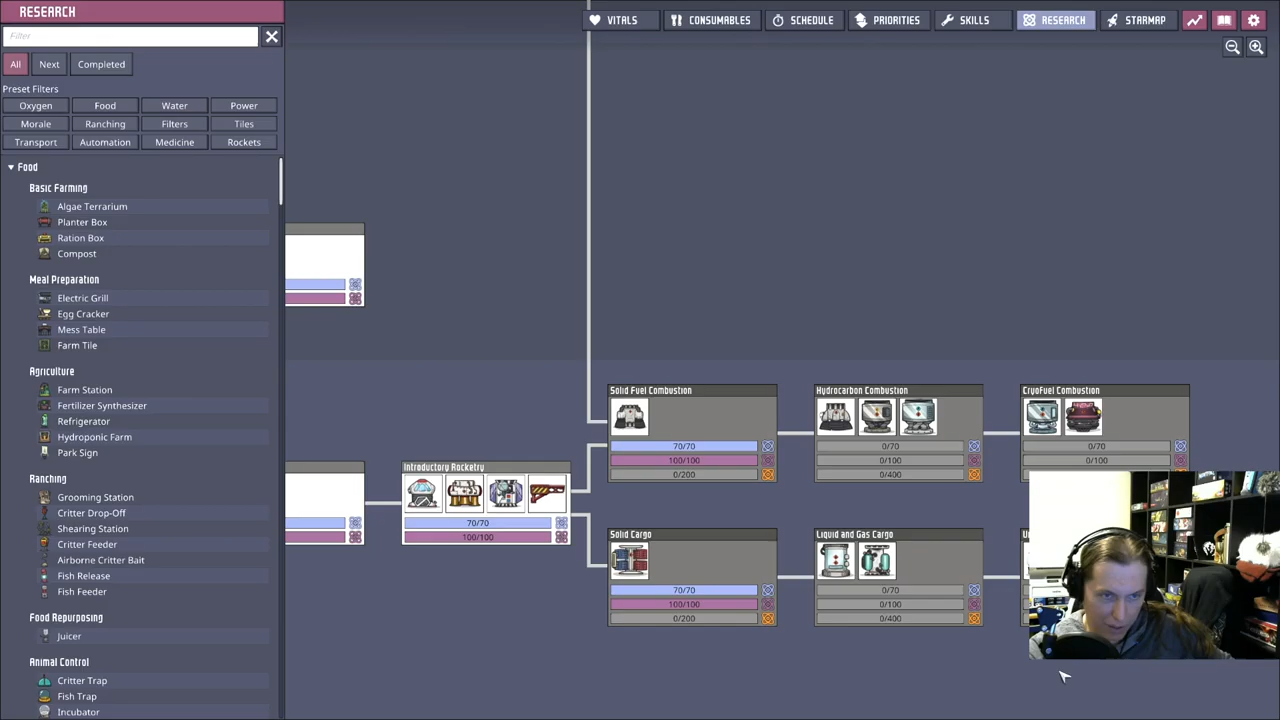 RESEARCH
VITALS
CONSUMABLES
SCHEDULE
PRIORITIES
SKILLS
RESEARCH
STARMAP
Filter
All
Next
Completed
Preset Filters
Oxygen
Food
Water
Power
Morale
Ranching
Filters
Tiles
Transport
Automation
Medicine
Rockets
Food
Basic Farming
Algae Terrarium
Planter Box
Ration Box
Compost
Meal Preparation
Electric Grill
Egg Cracker
Mess Table
Farm Tile
Agriculture
Farm Station
Fertilizer Synthesizer
Refrigerator
Hydroponic Farm
Park Sign
Ranching
Grooming Station
Critter Drop-Off
Shearing Station
Critter Feeder
Airborne Critter Bait
Fish Release
Fish Feeder
Food Repurposing
Juicer
Animal Control
Critter Trap
Fish Trap
Incubator
Introductory Rocketry
70/70
100/100
Solid Fuel Combustion
70/70
100/100
0/200
Hydrocarbon Combustion
0/70
0/100
0/400
CryoFuel Combustion
0/70
0/100
Solid Cargo
70/70
100/100
0/200
Liquid and Gas Cargo
0/70
0/100
0/400